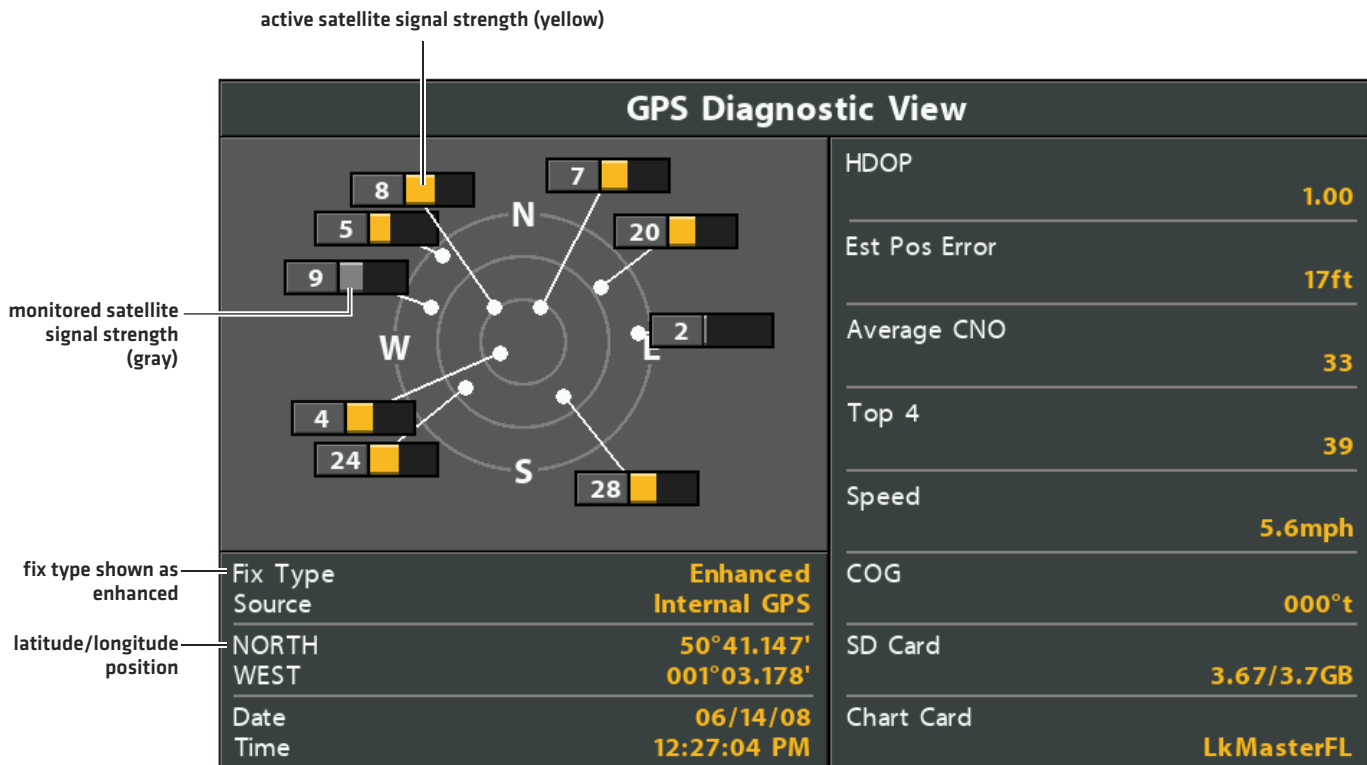 active satellite signal strength (yellow)
GPS Diagnostic View
8
7
5
20
N
9
monitored satellite
signal strength
(gray)
2
W
E
4
24
S
28
fix type shown as
enhanced
Fix Type
Enhanced
Source
Internal GPS
latitude/longitude
position
NORTH
50°41.147'
WEST
001°03.178'
Date
06/14/08
Time
12:27:04 PM
HDOP
1.00
Est Pos Error
17ft
Average CNO
33
Top 4
39
Speed
5.6mph
COG
000°t
SD Card
3.67/3.7GB
Chart Card
LkMasterFL